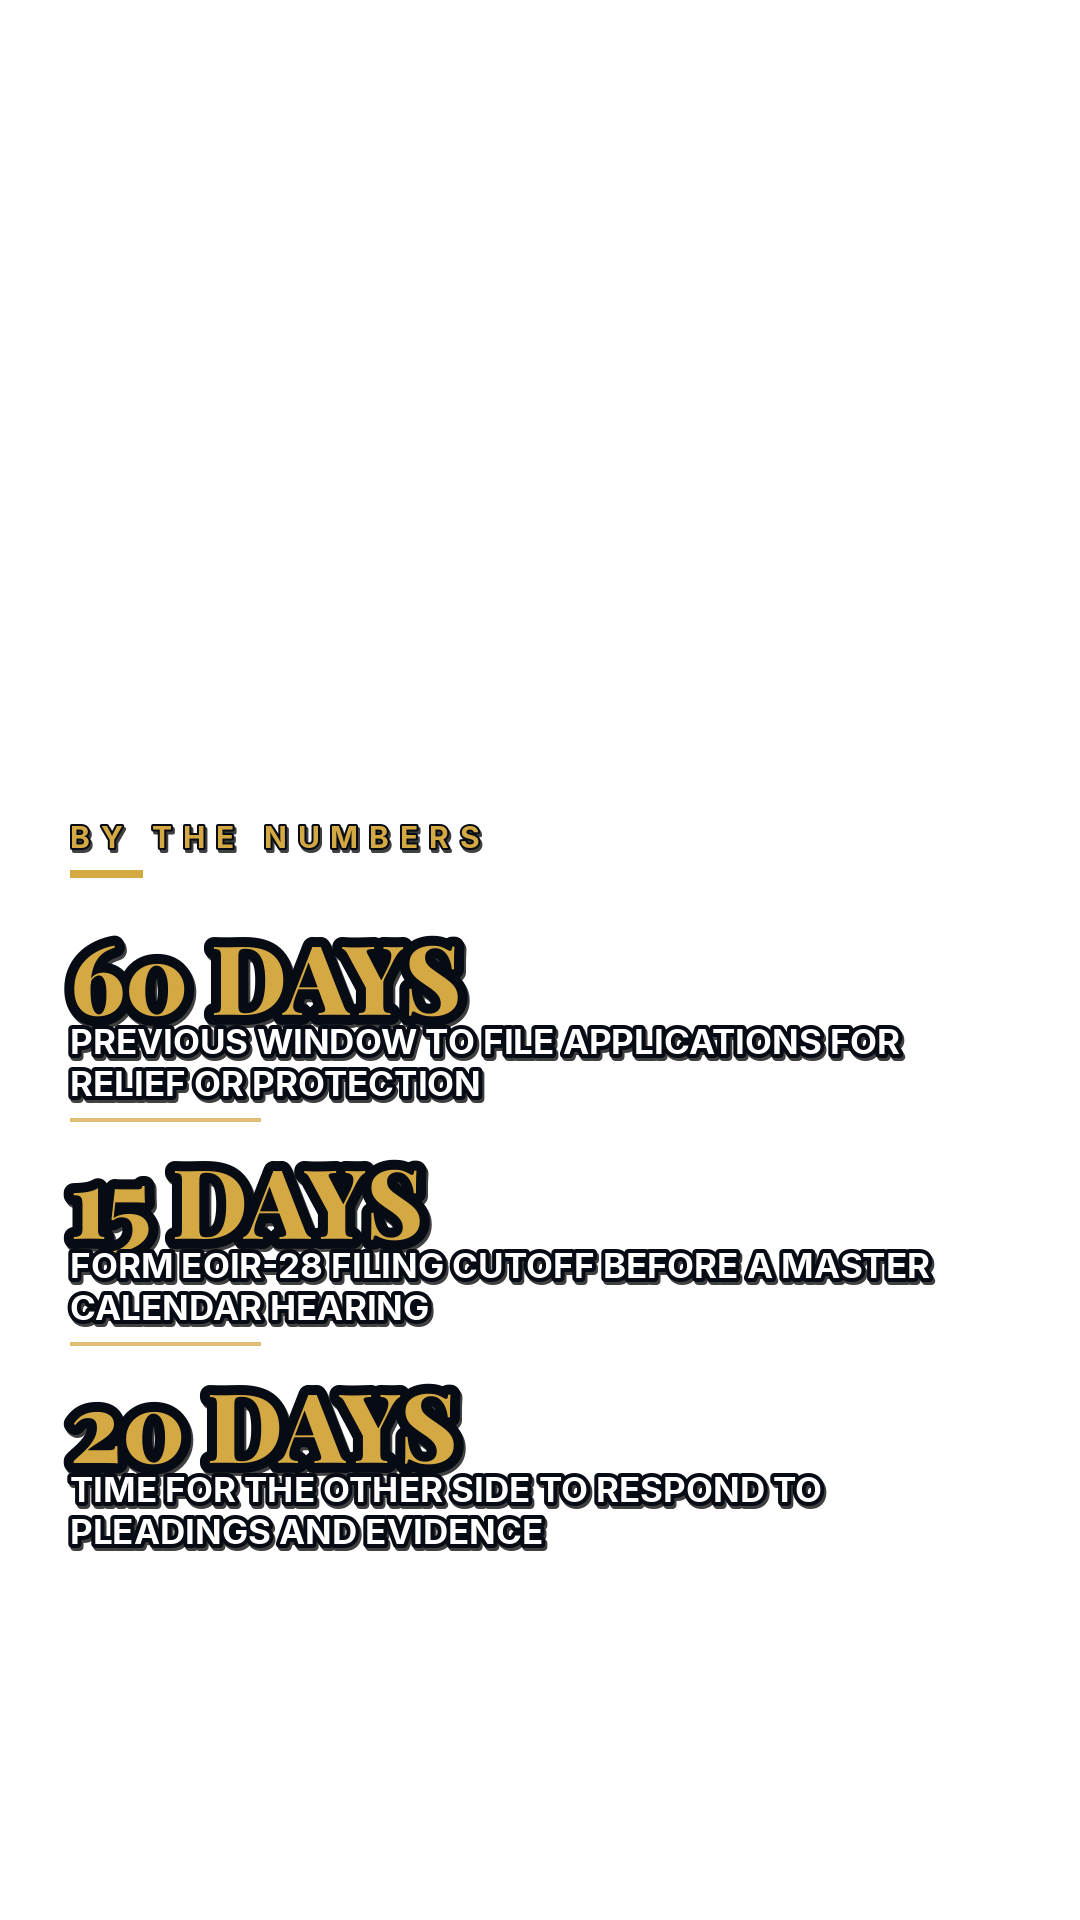 BY THE NUMBERS
60 DAYS
PREVIOUS WINDOW TO FILE APPLICATIONS FOR
RELIEF OR PROTECTION
15 DAYS
FORM EOIR-28 FILING CUTOFF BEFORE A MASTER
CALENDAR HEARING
20 DAYS
TIME FOR THE OTHER SIDE TO RESPOND TO
PLEADINGS AND EVIDENCE